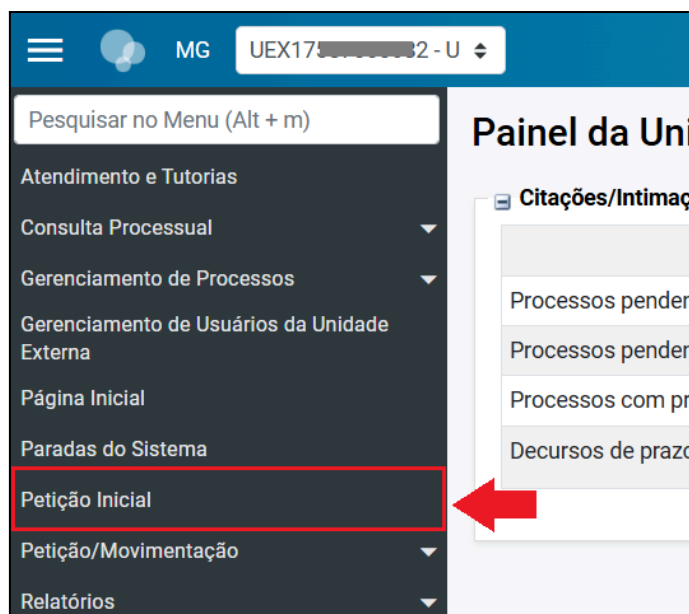 MG
UEX17 2 - U
Pesquisar no Menu (Alt + m)
Atendimento e Tutorias
Consulta Processual
Gerenciamento de Processos
Gerenciamento de Usuários da Unidade
Externa
Página Inicial
Paradas do Sistema
Petição Inicial
Petição/Movimentação
Relatórios
Painel da Uni
Citações/Intimaç
Processos penden
Processos penden
Processos com pr
Decursos de prazo